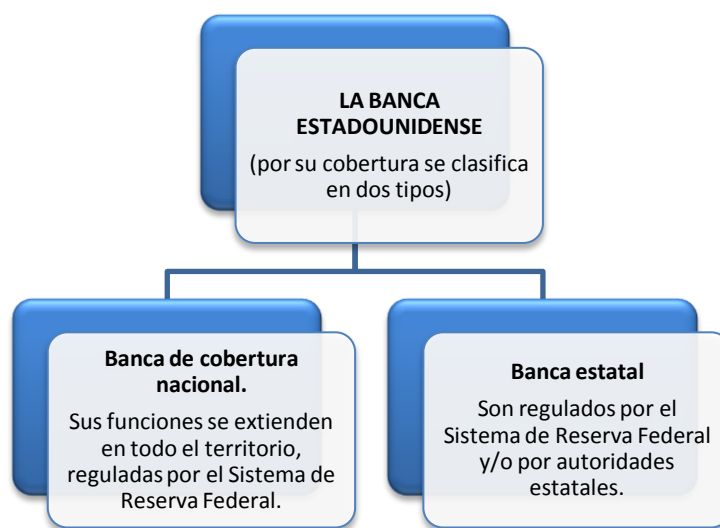 LA BANCA
ESTADOUNIDENSE
(por su cobertura se clasifica
en dos tipos)
Banca de cobertura
nacional.
Sus funciones se extienden
en todo el territorio,
reguladas por el Sistema de
Reserva Federal.
Banca estatal
Son regulados por el
Sistema de Reserva Federal
y/o por autoridades
estatales.